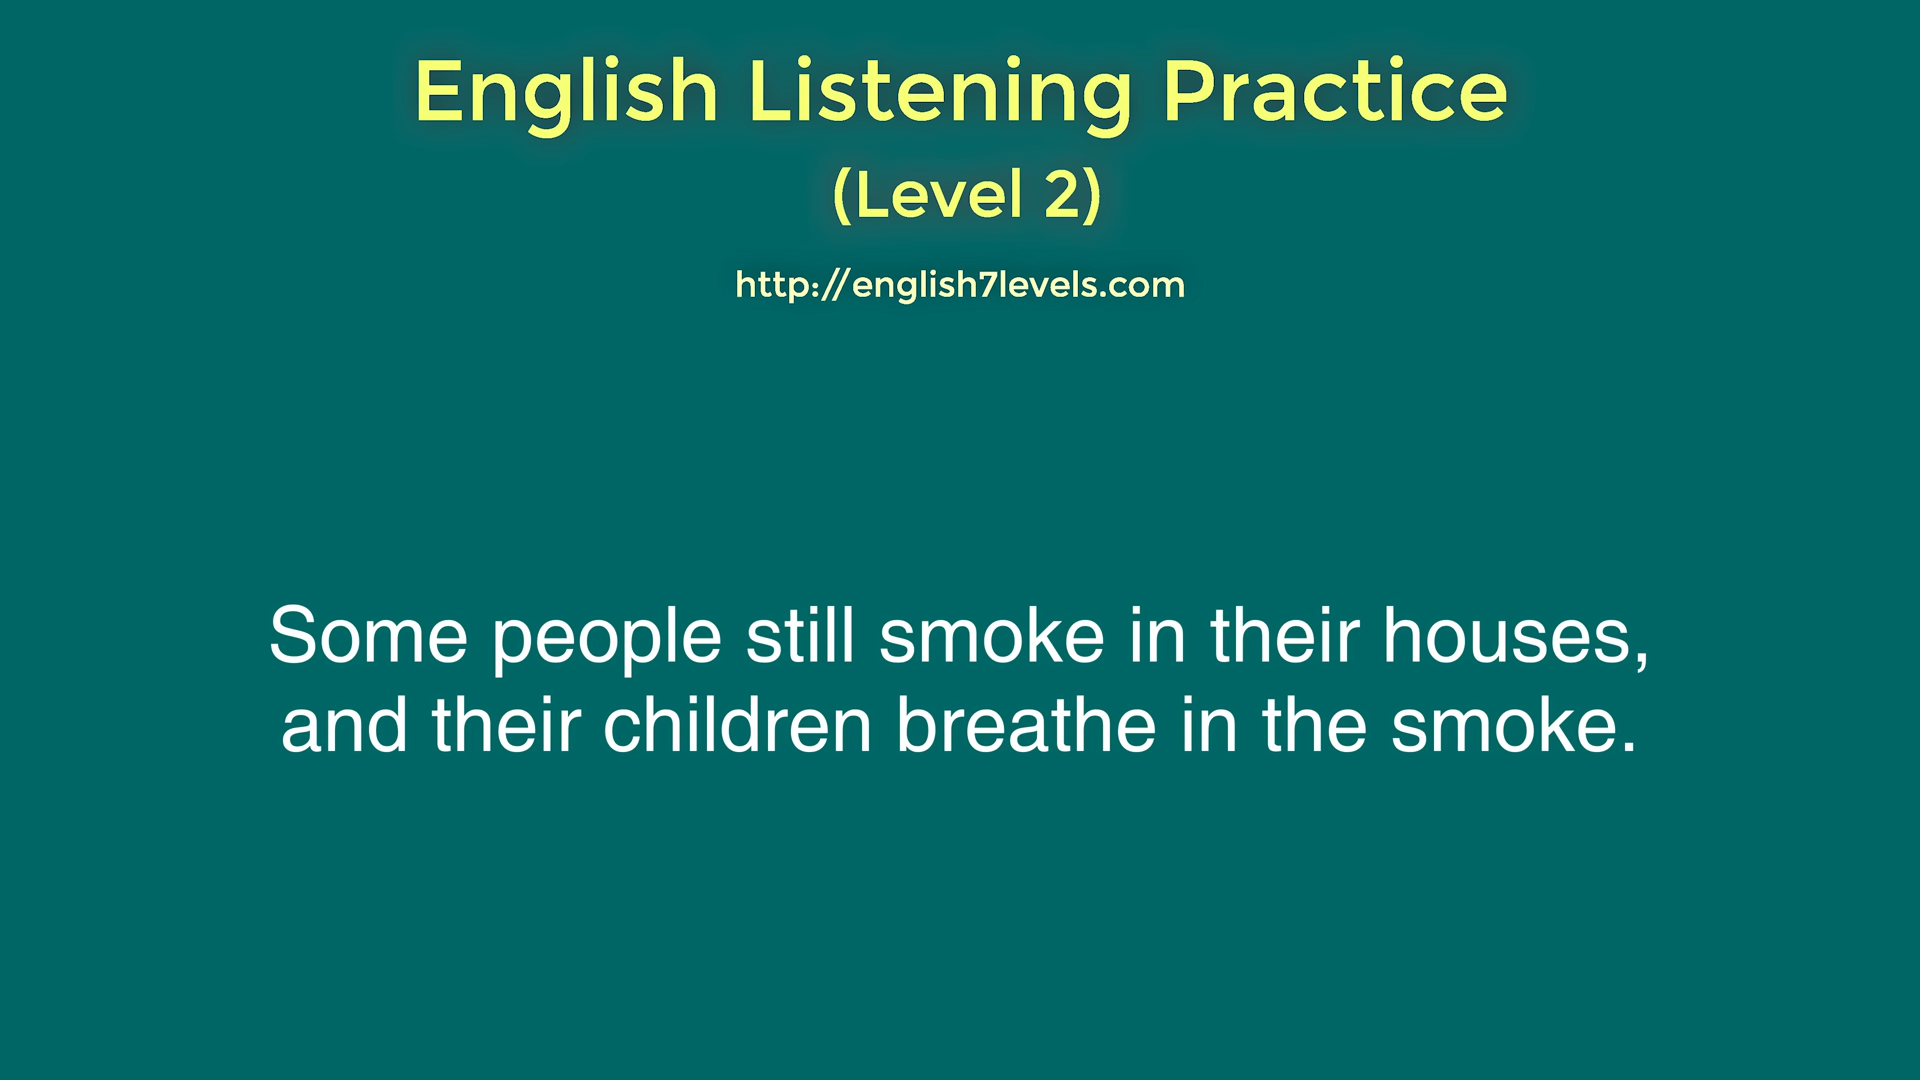 English Listening Practice
(Level 2)
http://english7levels.com
Some people still smoke in their houses,
and their children breathe in the smoke.